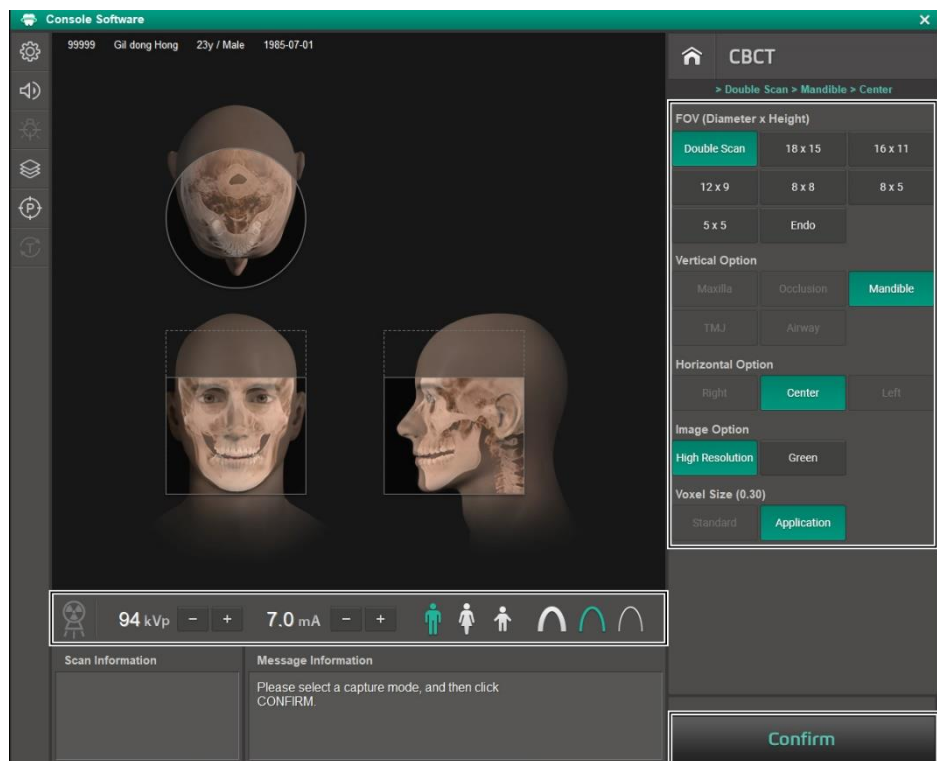 Console Software
99999 Gil dong Hong 23y / Male 1985-07-01
CBCT
> Double Scan > Mandible > Center
FOV (Diameter x Height)
Double Scan 18 x 15 16 x 11
12 x 9 8 x 8 8 x 5
5 x 5 Endo
Vertical Option
Maxilla Occlusion Mandible
TMJ Airway
Horizontal Option
Right Center Left
Image Option
High Resolution Green
Voxel Size (0.30)
Standard Application
94 kVp - + 7.0 mA - +
Scan Information
Message Information
Please select a capture mode, and then click
CONFIRM.
Confirm